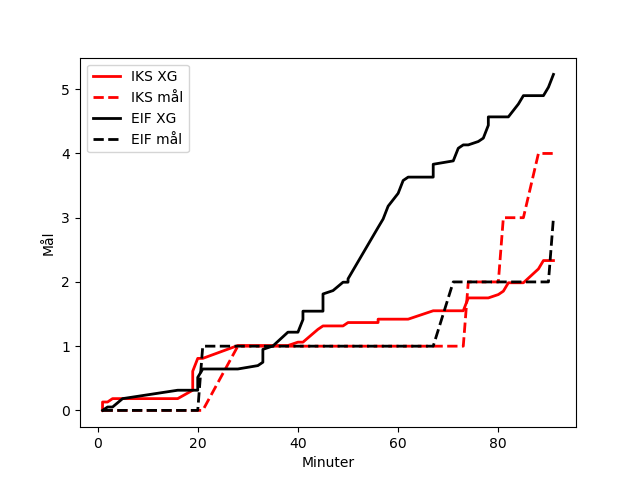 IKS XG
IKS mål
EIF XG
EIF mål
5
4
3
2
1
0
Mål
0 20 40 60 80
Minuter